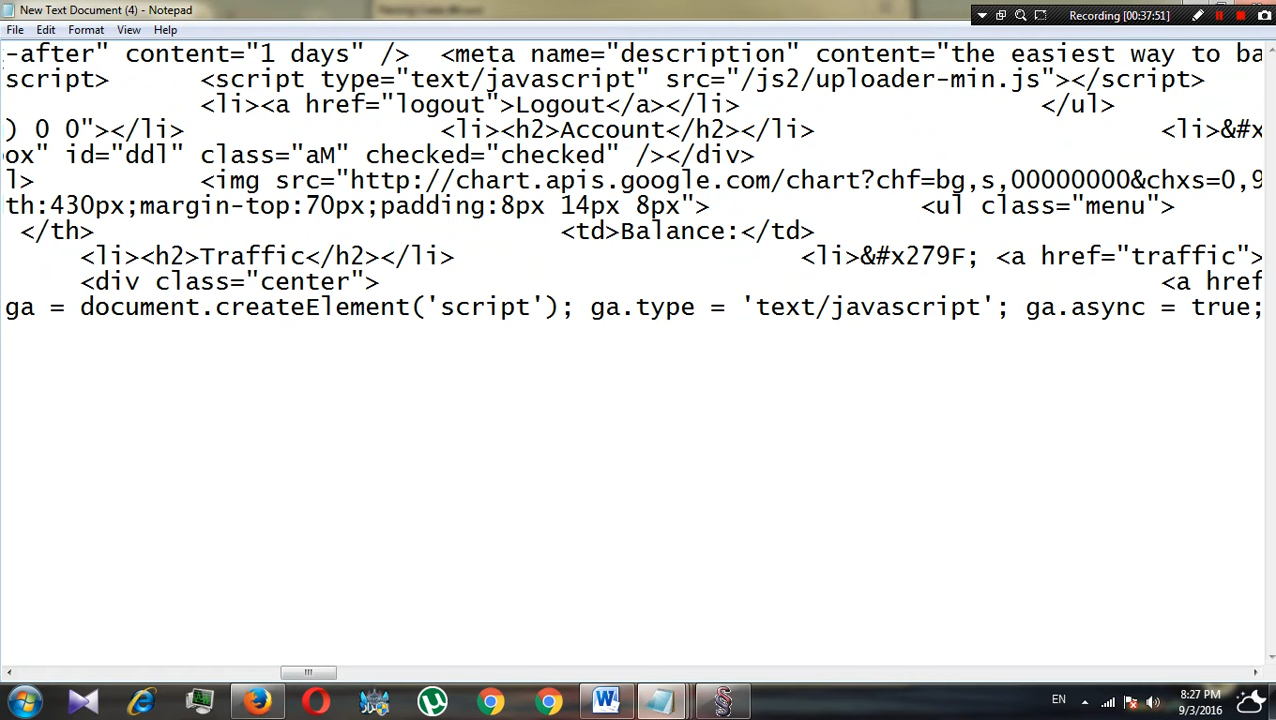 New Text Document (4) - Notepad
Recording [00:37:51]
File Edit Format View Help
-after" content="1 days" /> <meta name="description" content="the easiest way to ba
script> <script type="text/javascript" src="/js2/uploader-min.js"></script>
<li><a href="logout">Logout</a></li> </ul>
) 0 0"></li> <li><h2>Account</h2></li> <li>&#x
ox" id="ddl" class="aM" checked="checked" /></div>
l> <img src="http://chart.apis.google.com/chart?chf=bg,s,00000000&chxs=0,9
th:430px;margin-top:70px;padding:8px 14px 8px"> <ul class="menu">
</th> <td>Balance:</td>
<li><h2>Traffic</h2></li> <li>&#x279F; <a href="traffic">
<div class="center"> <a href
ga = document.createElement('script'); ga.type = 'text/javascript'; ga.async = true;
EN
8:27 PM
9/3/2016